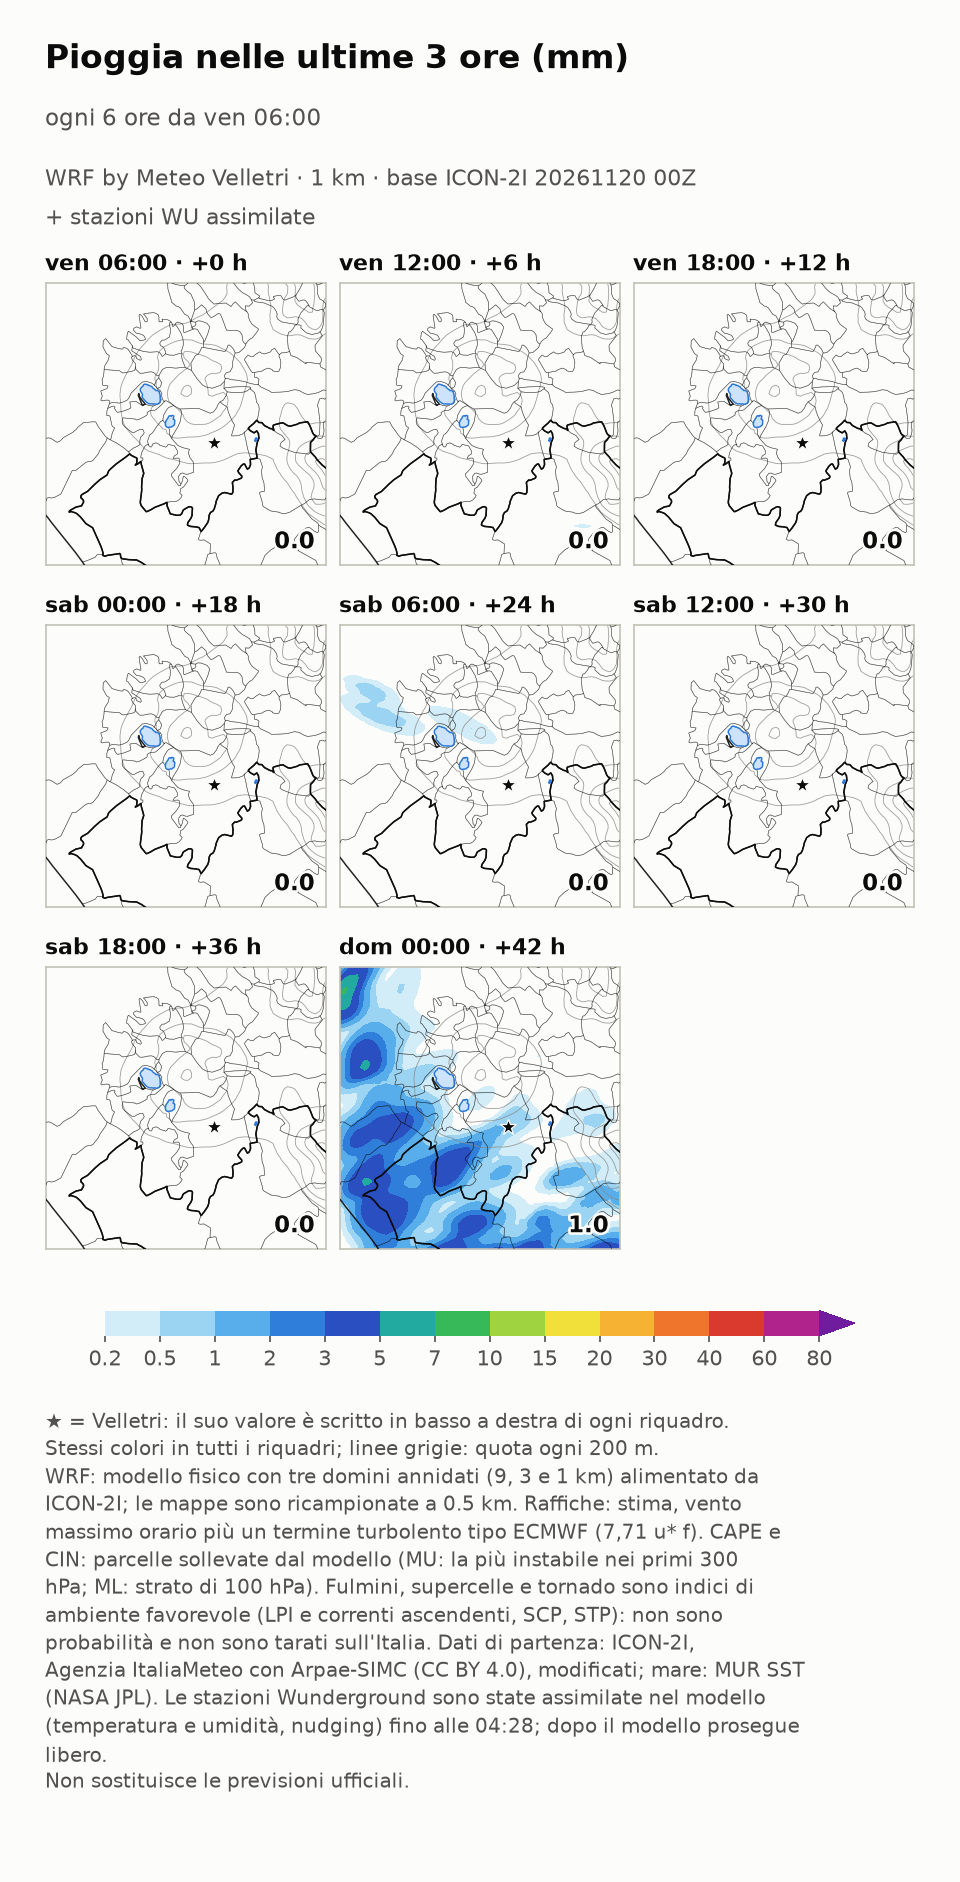 Pioggia nelle ultime 3 ore (mm)
ogni 6 ore da ven 06:00
WRF by Meteo Velletri · 1 km · base ICON-2I 20261120 00Z
+ stazioni WU assimilate
ven 06:00 · +0 h
ven 12:00 · +6 h
ven 18:00 · +12 h
0.0
0.0
0.0
sab 00:00 · +18 h
sab 06:00 · +24 h
sab 12:00 · +30 h
0.0
0.0
0.0
sab 18:00 · +36 h
dom 00:00 · +42 h
0.0
1.0
0.2 0.5 1 2 3 5 7 10 15 20 30 40 60 80
★ = Velletri: il suo valore è scritto in basso a destra di ogni riquadro.
Stessi colori in tutti i riquadri; linee grigie: quota ogni 200 m.
WRF: modello fisico con tre domini annidati (9, 3 e 1 km) alimentato da
ICON-2I; le mappe sono ricampionate a 0.5 km. Raffiche: stima, vento
massimo orario più un termine turbolento tipo ECMWF (7,71 u* f). CAPE e
CIN: parcelle sollevate dal modello (MU: la più instabile nei primi 300
hPa; ML: strato di 100 hPa). Fulmini, supercelle e tornado sono indici di
ambiente favorevole (LPI e correnti ascendenti, SCP, STP): non sono
probabilità e non sono tarati sull'Italia. Dati di partenza: ICON-2I,
Agenzia ItaliaMeteo con Arpae-SIMC (CC BY 4.0), modificati; mare: MUR SST
(NASA JPL). Le stazioni Wunderground sono state assimilate nel modello
(temperatura e umidità, nudging) fino alle 04:28; dopo il modello prosegue
libero.
Non sostituisce le previsioni ufficiali.